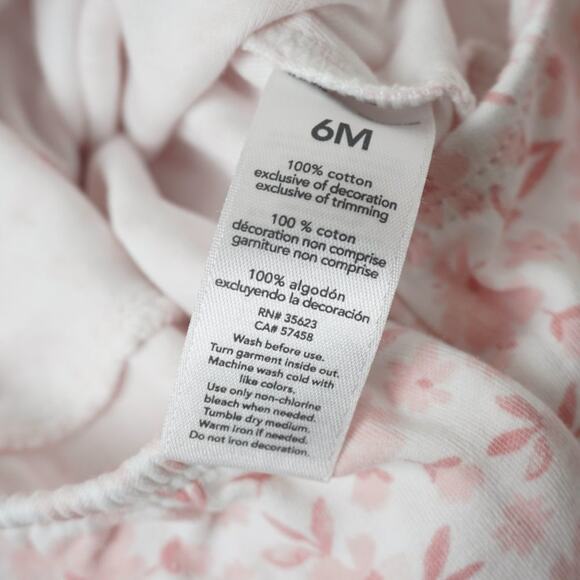 6M
100% cotton
exclusive of decoration
exclusive of trimming
100 % coton
décoration non comprise
garniture non comprise
100% algodón
excluyendo la decoración
RN# 35623
CA# 57458
Wash before use.
Turn garment inside out.
Machine wash cold with
like colors.
Use only non-chlorine
bleach when needed.
Tumble dry medium.
Warm iron if needed.
Do not iron decoration.